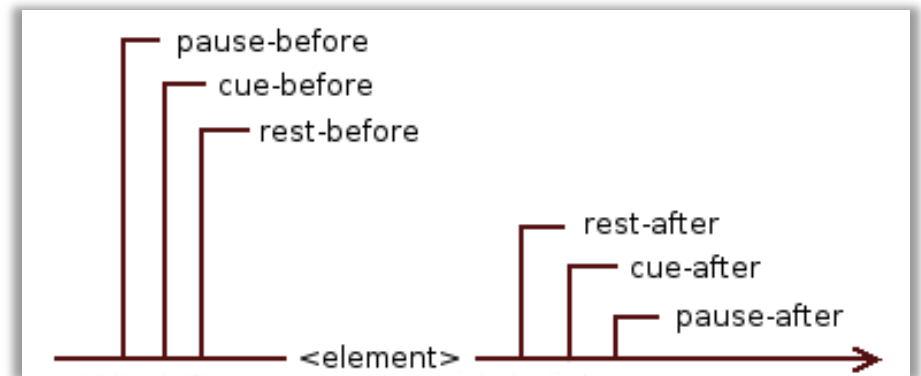 pause-before
cue-before
rest-before
rest-after
cue-after
pause-after
<element>